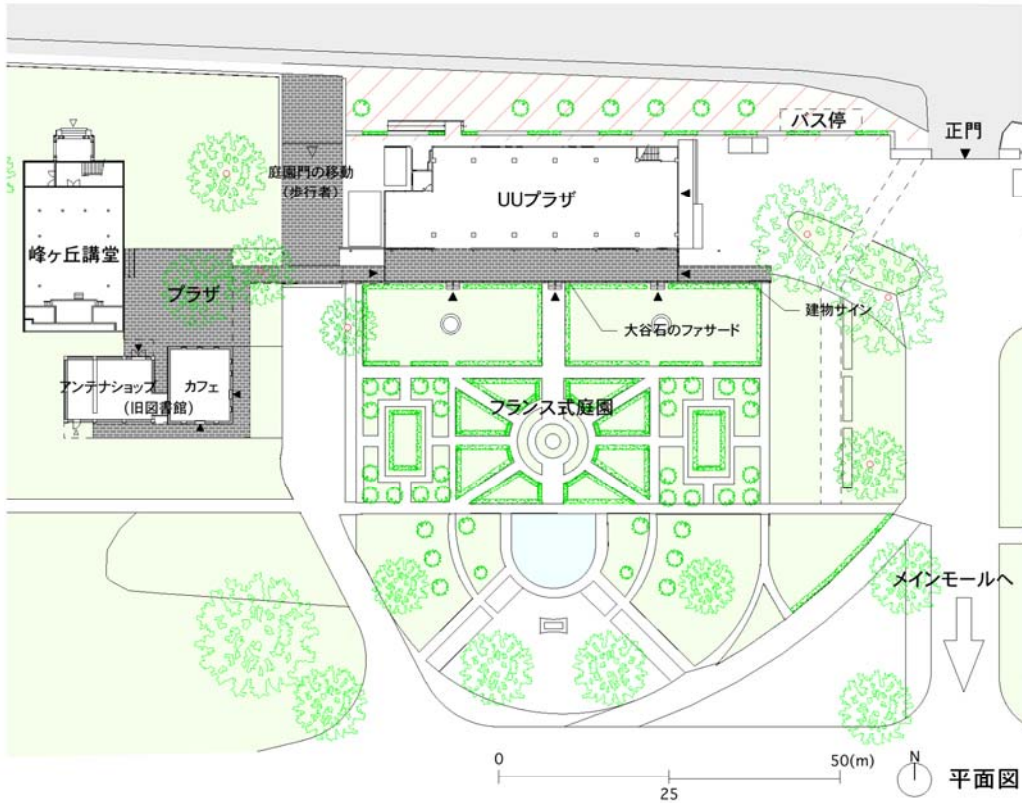 バス停
正門
庭園門の移動
(歩行者)
UUプラザ
峰ヶ丘講堂
プラザ
建物サイン
大谷石のファサード
アンテナショップ
(旧図書館)
カフェ
フランス式庭園
メインモールへ
0
50(m)
25
N
平面図